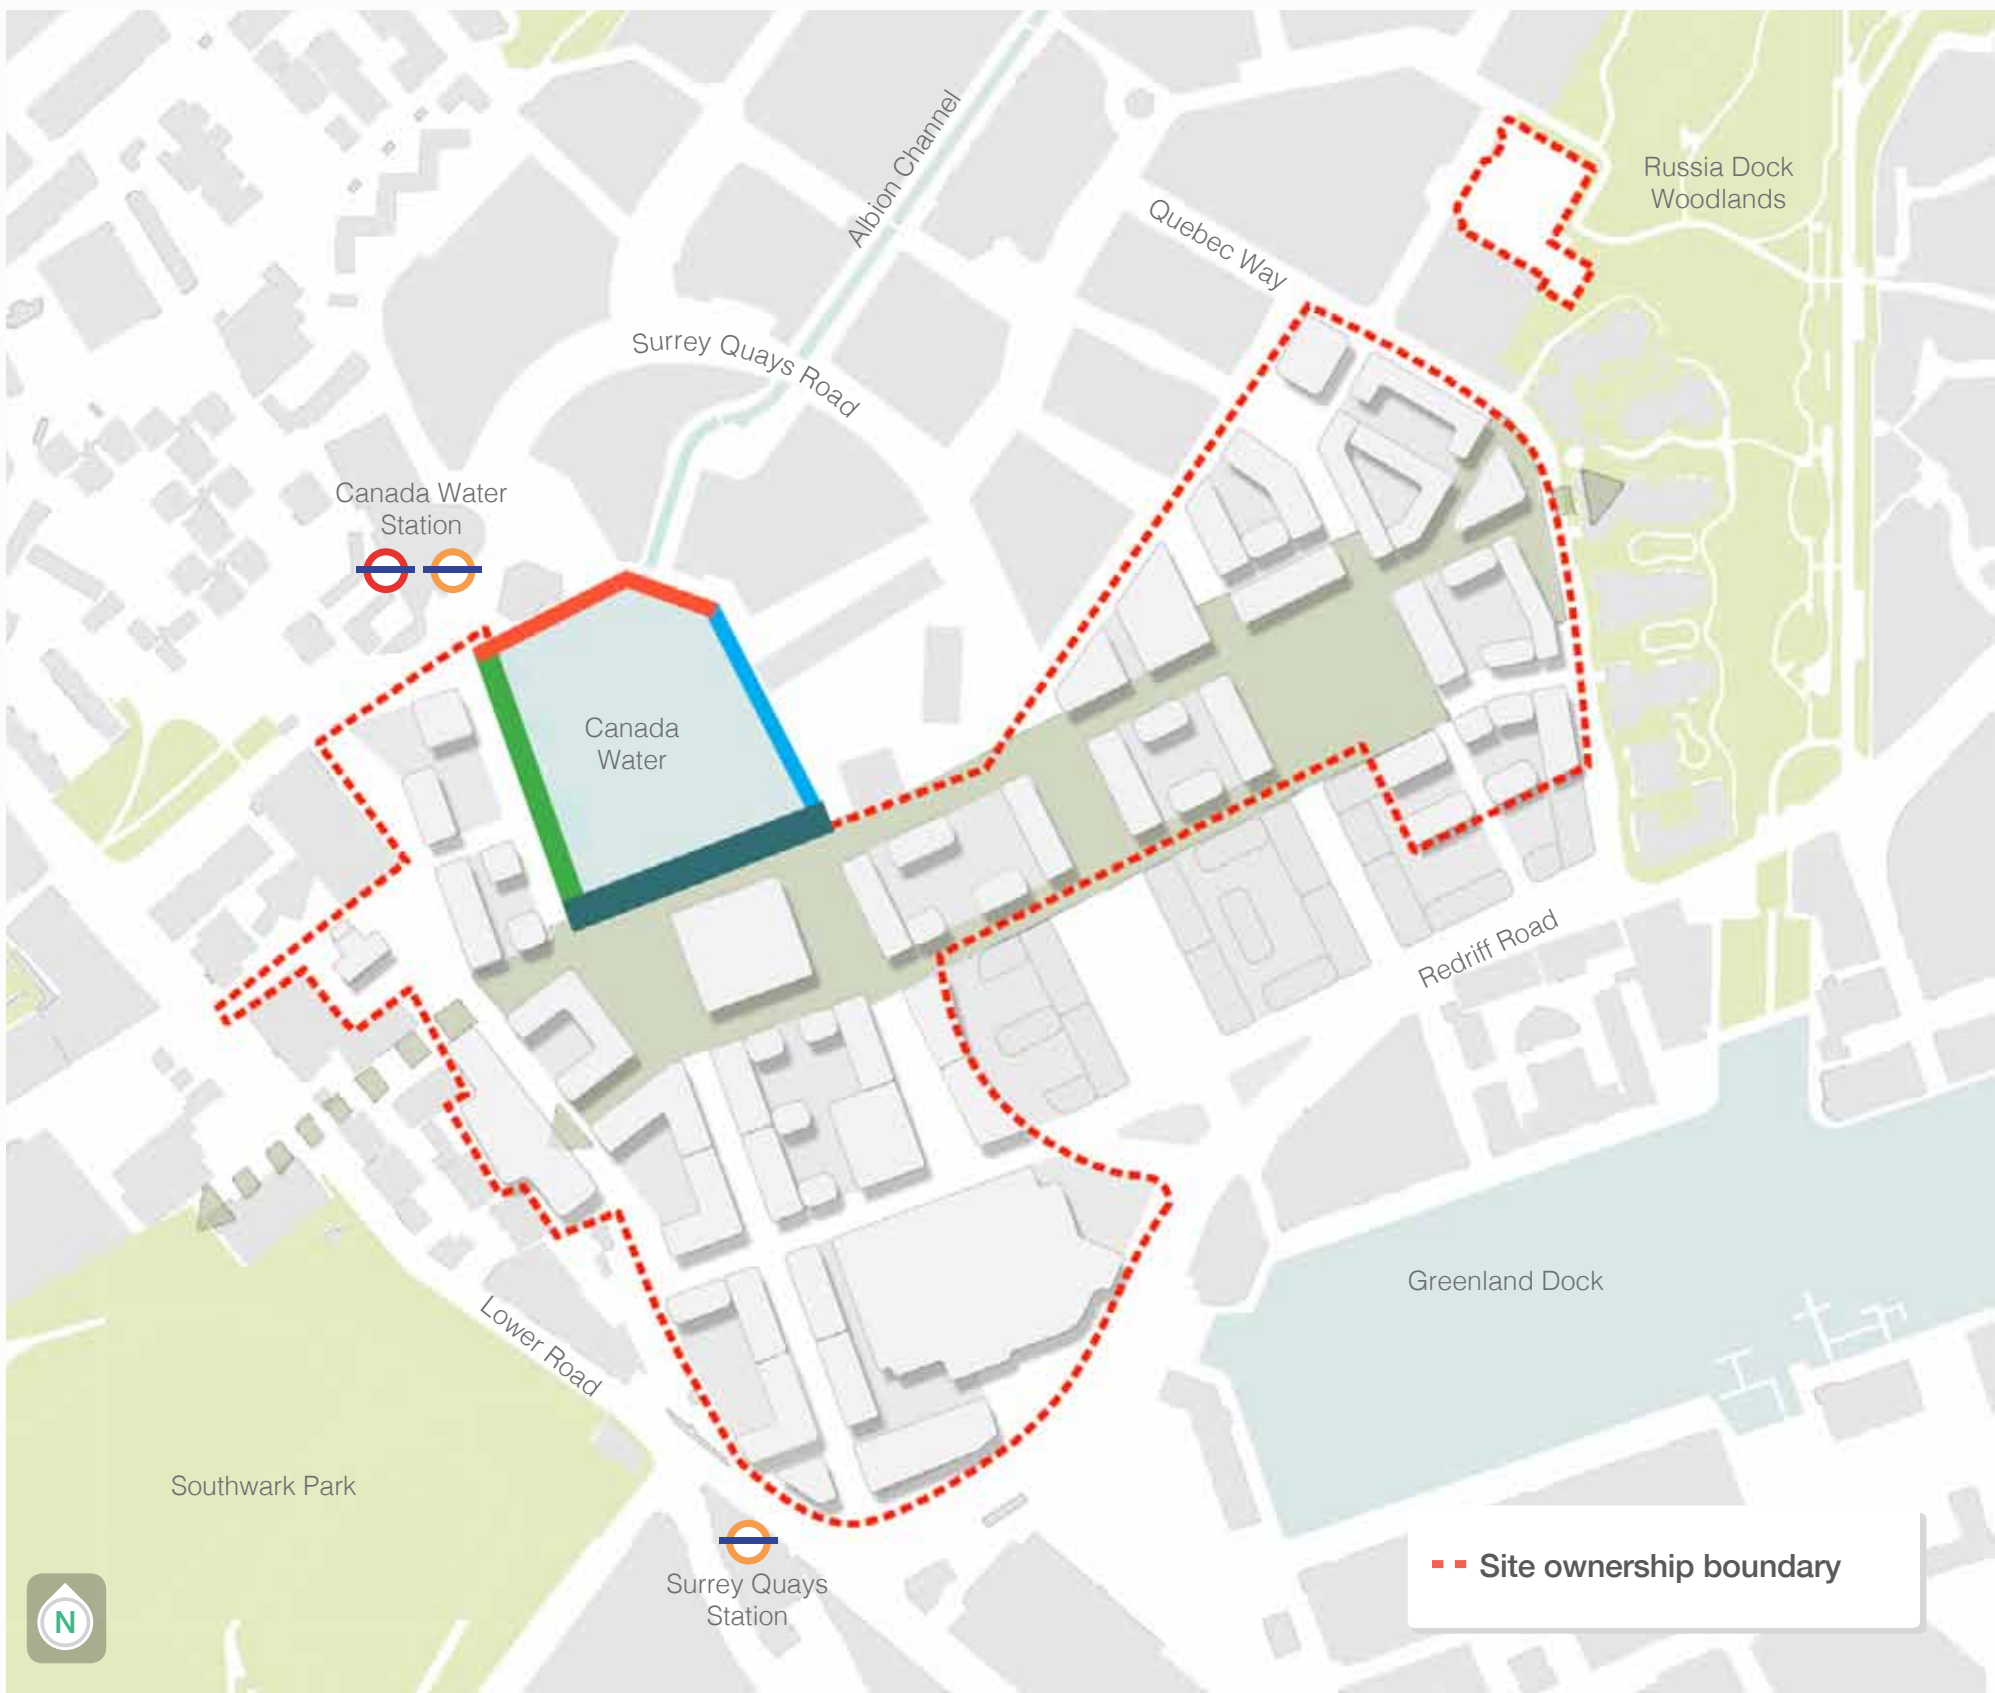 Albion Channel
Russia Dock
Woodlands
Quebec Way
Surrey Quays Road
Canada Water
Station
Canada
Water
Redriff Road
Greenland Dock
Lower Road
Southwark Park
Site ownership boundary
Surrey Quays
Station
N